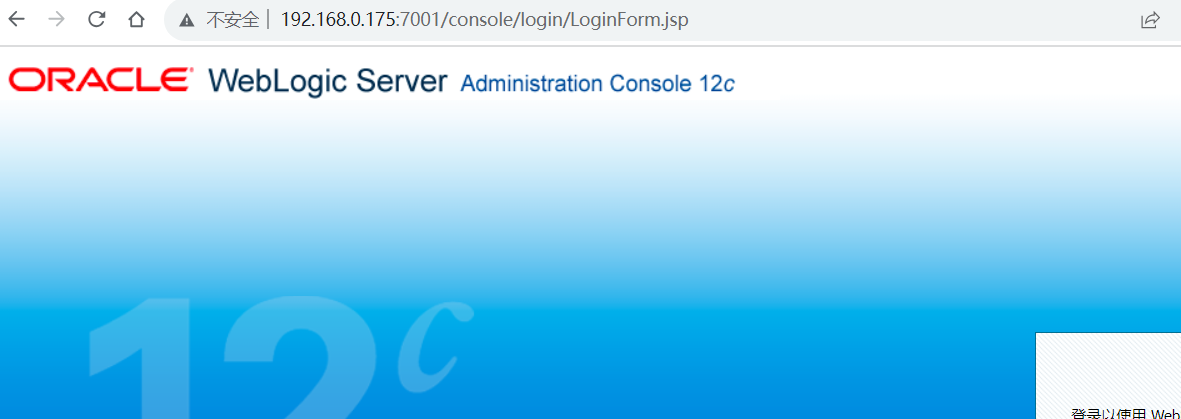 不安全 192.168.0.175:7001/console/login/LoginForm.jsp
ORACLE® WebLogic Server Administration Console 12c
12c
登录以使用 Web